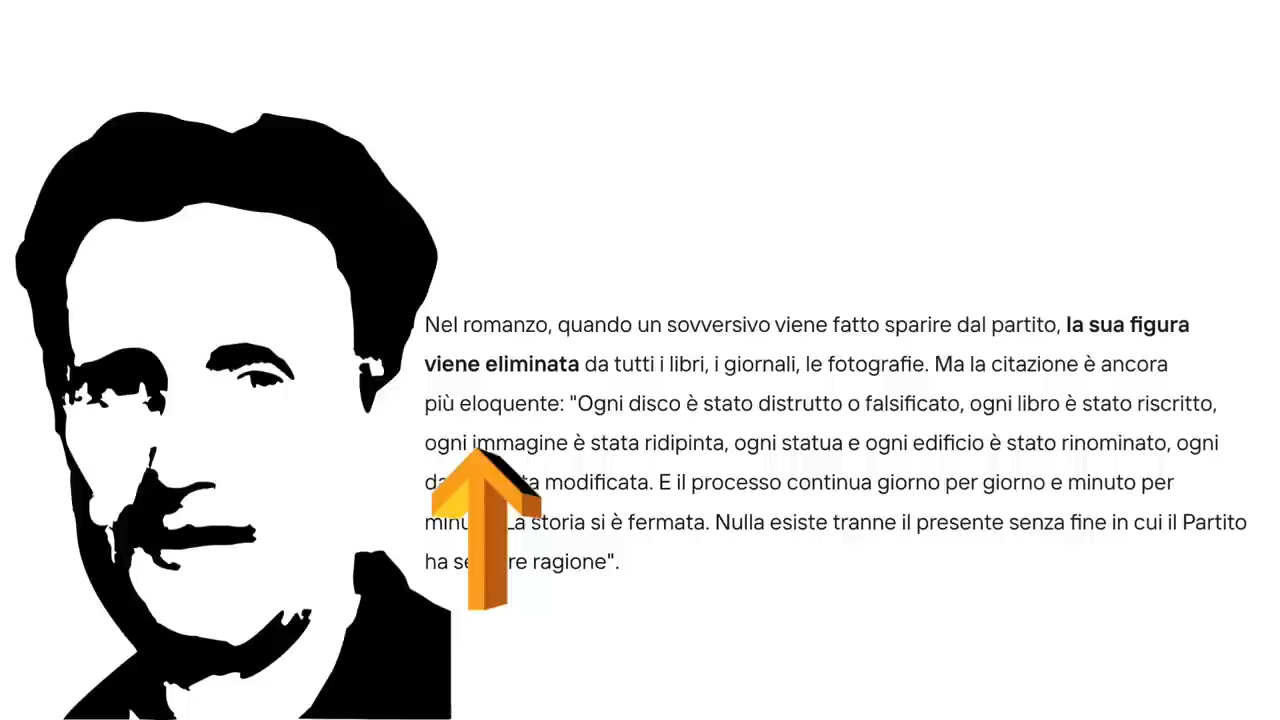 Nel romanzo, quando un sovversivo viene fatto sparire dal partito, la sua figura
viene eliminata da tutti i libri, i giornali, le fotografie. Ma la citazione è ancora
più eloquente: "Ogni disco è stato distrutto o falsificato, ogni libro è stato riscritto,
ogni immagine è stata ridipinta, ogni statua e ogni edificio è stato rinominato, ogni
modificata. E il processo continua giorno per giorno e minuto per
La storia si è fermata. Nulla esiste tranne il presente senza fine in cui il Partito
ha ragione".